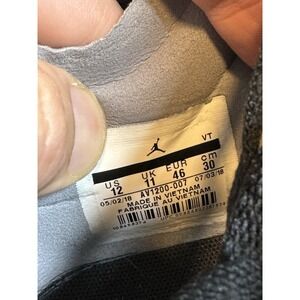 VT
US UK EUR cm
12 11 46 30
05/02/18 AV1200-007 07/03/18
MADE IN VIETNAM
FABRIQUE AU VIETNAM